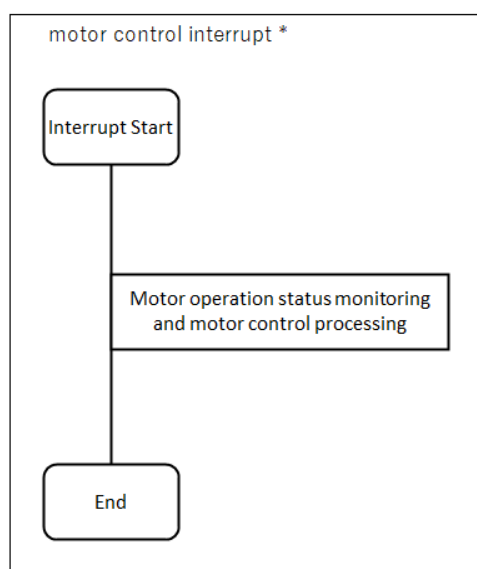 motor control interrupt *
Interrupt Start
Motor operation status monitoring
and motor control processing
End